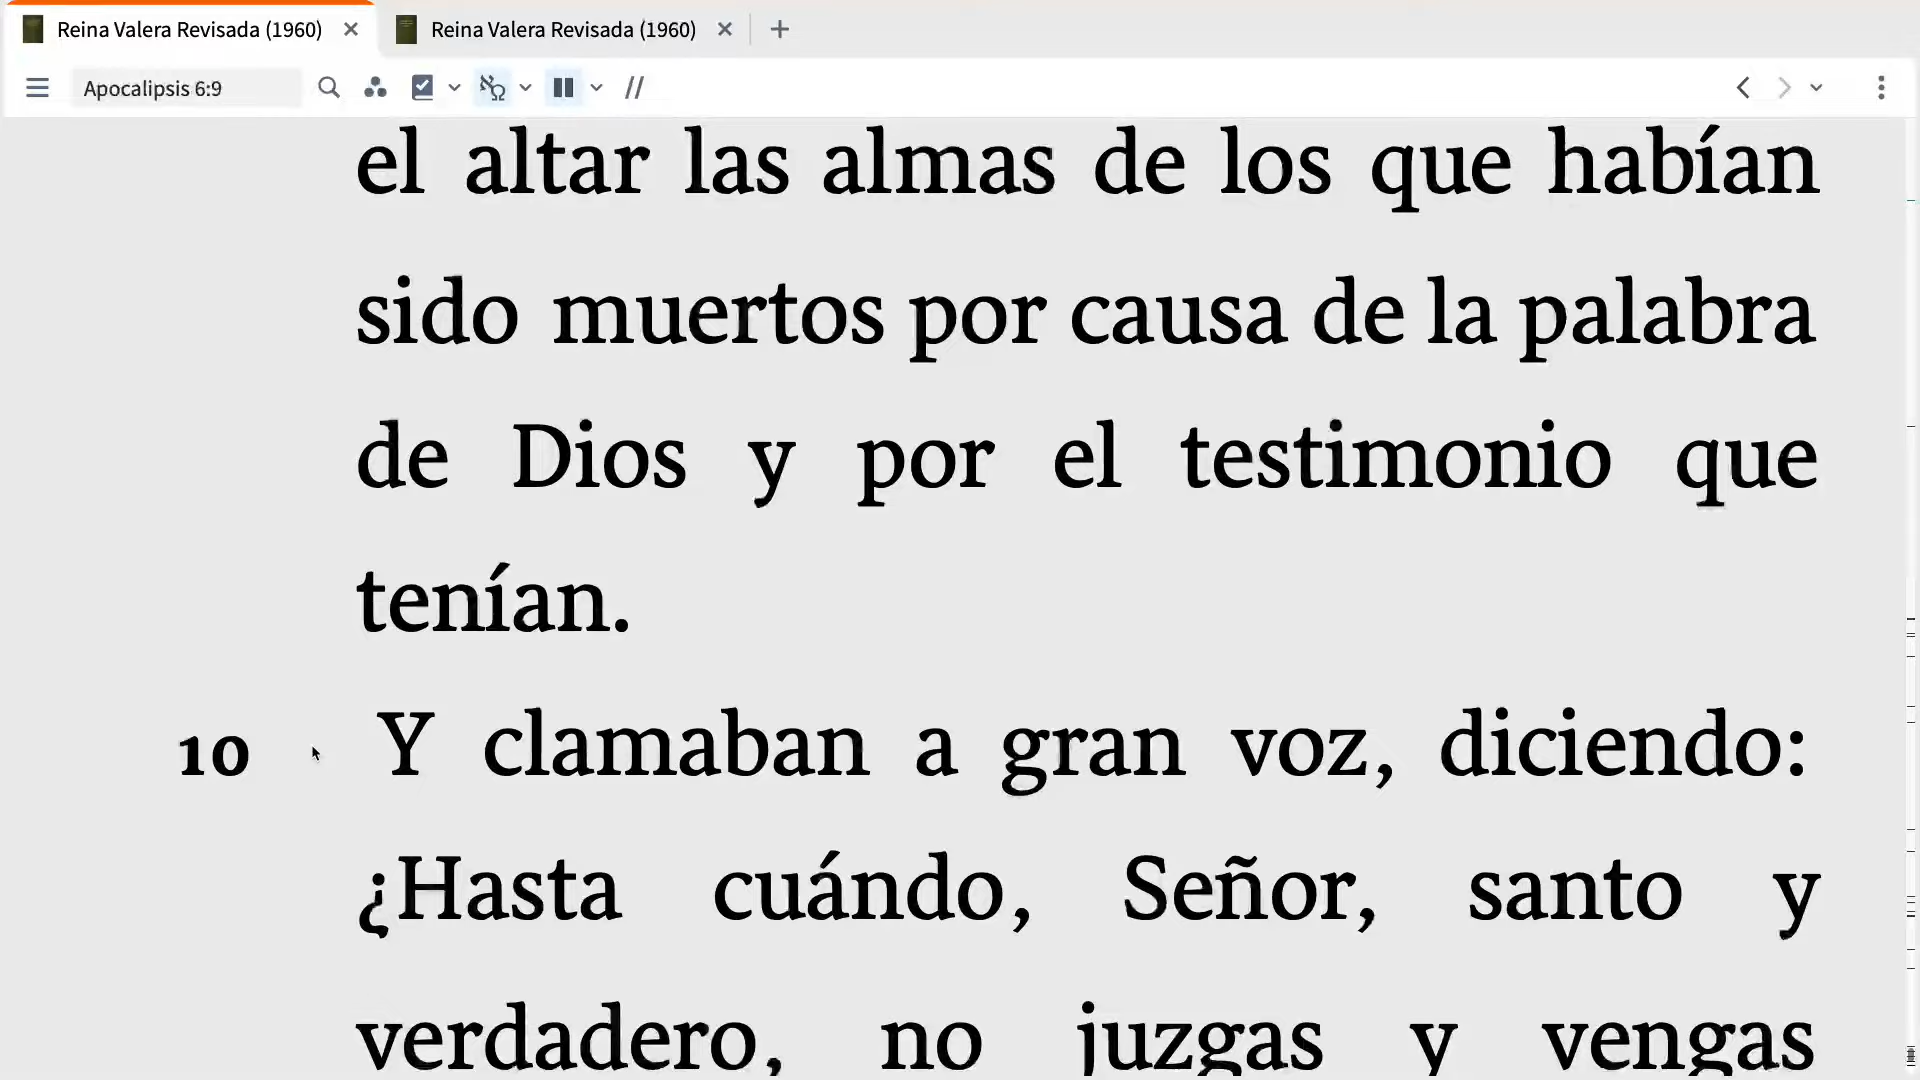 Reina Valera Revisada (1960) Reina Valera Revisada (1960)
Apocalipsis 6:9
el altar las almas de los que habían
sido muertos por causa de la palabra
de Dios y por el testimonio que
tenían.
10 Y clamaban a gran voz, diciendo:
¿Hasta cuándo, Señor, santo y
verdadero, no juzgas y vengas